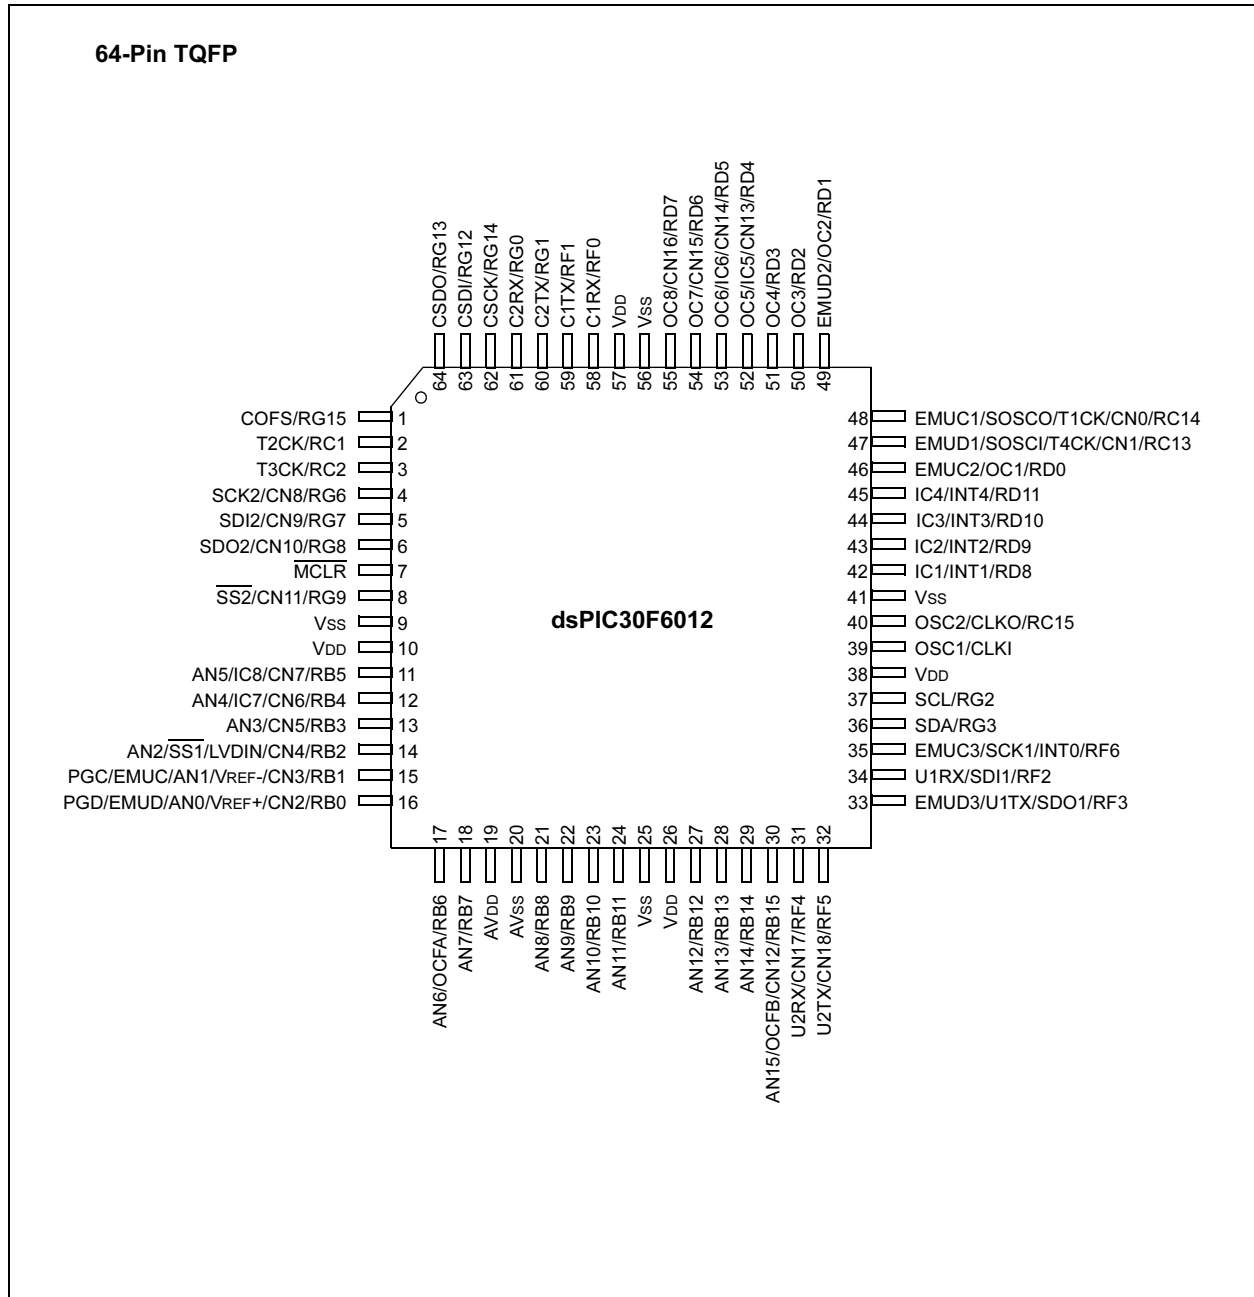 64-Pin TQFP
CSDO/RG13
CSDI/RG12
CSCK/RG14
C2RX/RG0
C2TX/RG1
C1TX/RF1
C1RX/RF0
VDD
VSS
OC8/CN16/RD7
OC7/CN15/RD6
OC6/IC6/CN14/RD5
OC5/IC5/CN13/RD4
OC4/RD3
OC3/RD2
EMUD2/OC2/RD1
64
63
62
61
60
59
58
57
56
55
54
53
52
51
50
49
COFS/RG15 1
T2CK/RC1 2
T3CK/RC2 3
SCK2/CN8/RG6 4
SDI2/CN9/RG7 5
SDO2/CN10/RG8 6
MCLR 7
SS2/CN11/RG9 8
VSS 9
VDD 10
AN5/IC8/CN7/RB5 11
AN4/IC7/CN6/RB4 12
AN3/CN5/RB3 13
AN2/SS1/LVDIN/CN4/RB2 14
PGC/EMUC/AN1/VREF-/CN3/RB1 15
PGD/EMUD/AN0/VREF+/CN2/RB0 16
dsPIC30F6012
48 EMUC1/SOSCO/T1CK/CN0/RC14
47 EMUD1/SOSCI/T4CK/CN1/RC13
46 EMUC2/OC1/RD0
45 IC4/INT4/RD11
44 IC3/INT3/RD10
43 IC2/INT2/RD9
42 IC1/INT1/RD8
41 VSS
40 OSC2/CLKO/RC15
39 OSC1/CLKI
38 VDD
37 SCL/RG2
36 SDA/RG3
35 EMUC3/SCK1/INT0/RF6
34 U1RX/SDI1/RF2
33 EMUD3/U1TX/SDO1/RF3
17
18
19
20
21
22
23
24
25
26
27
28
29
30
31
32
AN6/OCFA/RB6
AN7/RB7
AVDD
AVSS
AN8/RB8
AN9/RB9
AN10/RB10
AN11/RB11
VSS
VDD
AN12/RB12
AN13/RB13
AN14/RB14
AN15/OCFB/CN12/RB15
U2RX/CN17/RF4
U2TX/CN18/RF5